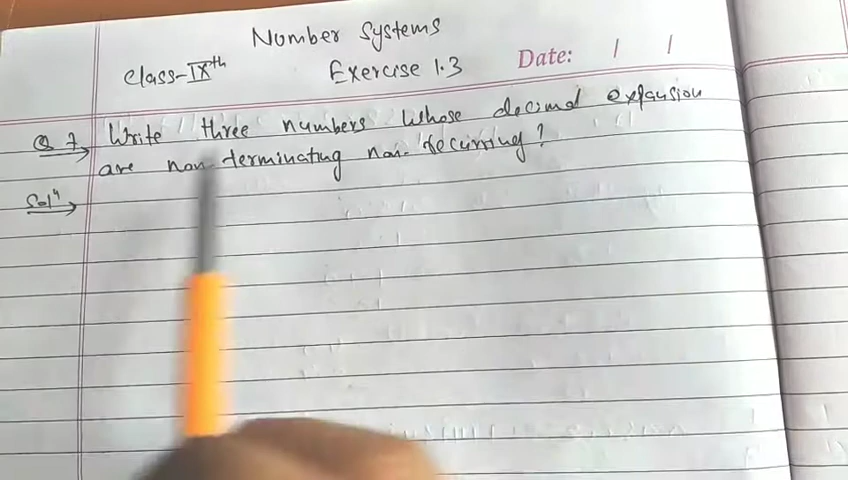 Number Systems
Class-IXth Exercise 1.3 Date: / /
Q 7 Write three numbers whose decimal expansion
are non-terminating non-recurring?
Solⁿ